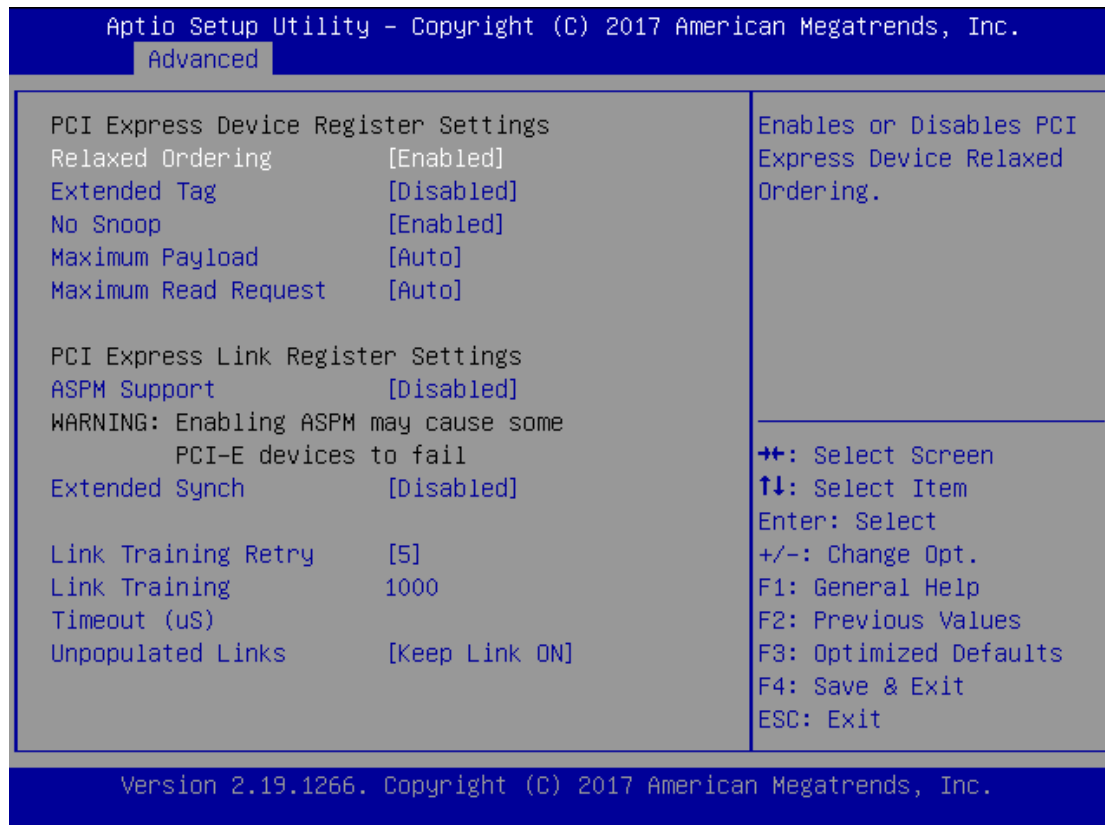 Aptio Setup Utility – Copyright (C) 2017 American Megatrends, Inc.
Advanced
PCI Express Device Register Settings
Relaxed Ordering [Enabled]
Extended Tag [Disabled]
No Snoop [Enabled]
Maximum Payload [Auto]
Maximum Read Request [Auto]
PCI Express Link Register Settings
ASPM Support [Disabled]
WARNING: Enabling ASPM may cause some
PCI-E devices to fail
Extended Synch [Disabled]
Link Training Retry [5]
Link Training 1000
Timeout (uS)
Unpopulated Links [Keep Link ON]
Enables or Disables PCI
Express Device Relaxed
Ordering.
→←: Select Screen
↑↓: Select Item
Enter: Select
+/-: Change Opt.
F1: General Help
F2: Previous Values
F3: Optimized Defaults
F4: Save & Exit
ESC: Exit
Version 2.19.1266. Copyright (C) 2017 American Megatrends, Inc.